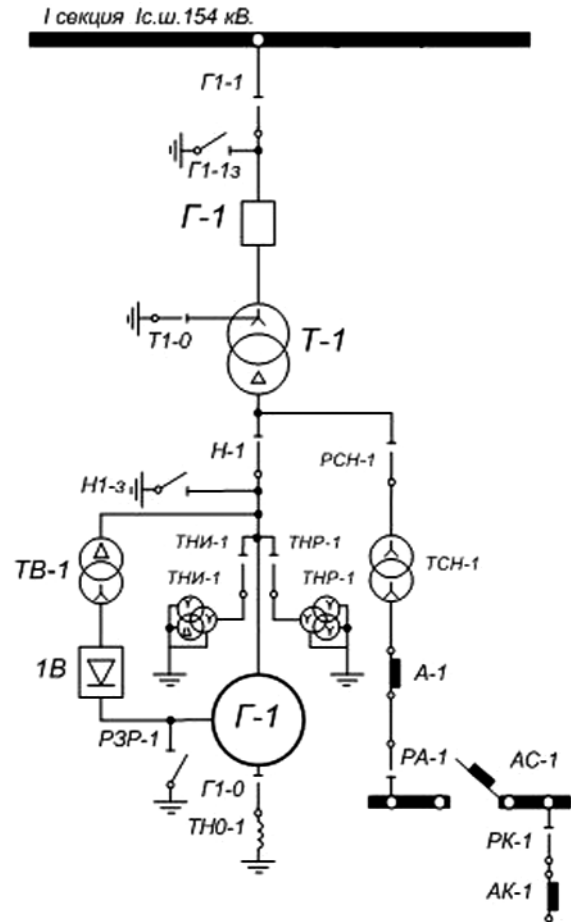 I секция Iс.ш.154 кВ.
Г1-1
Г1-1з
Г-1
Т1-0
Т-1
Н-1
РСН-1
Н1-з
ТНИ-1
ТНР-1
ТВ-1
ТНИ-1
ТНР-1
ТСН-1
1В
А-1
Г-1
РЗР-1
РА-1
АС-1
Г1-0
ТН0-1
РК-1
АК-1